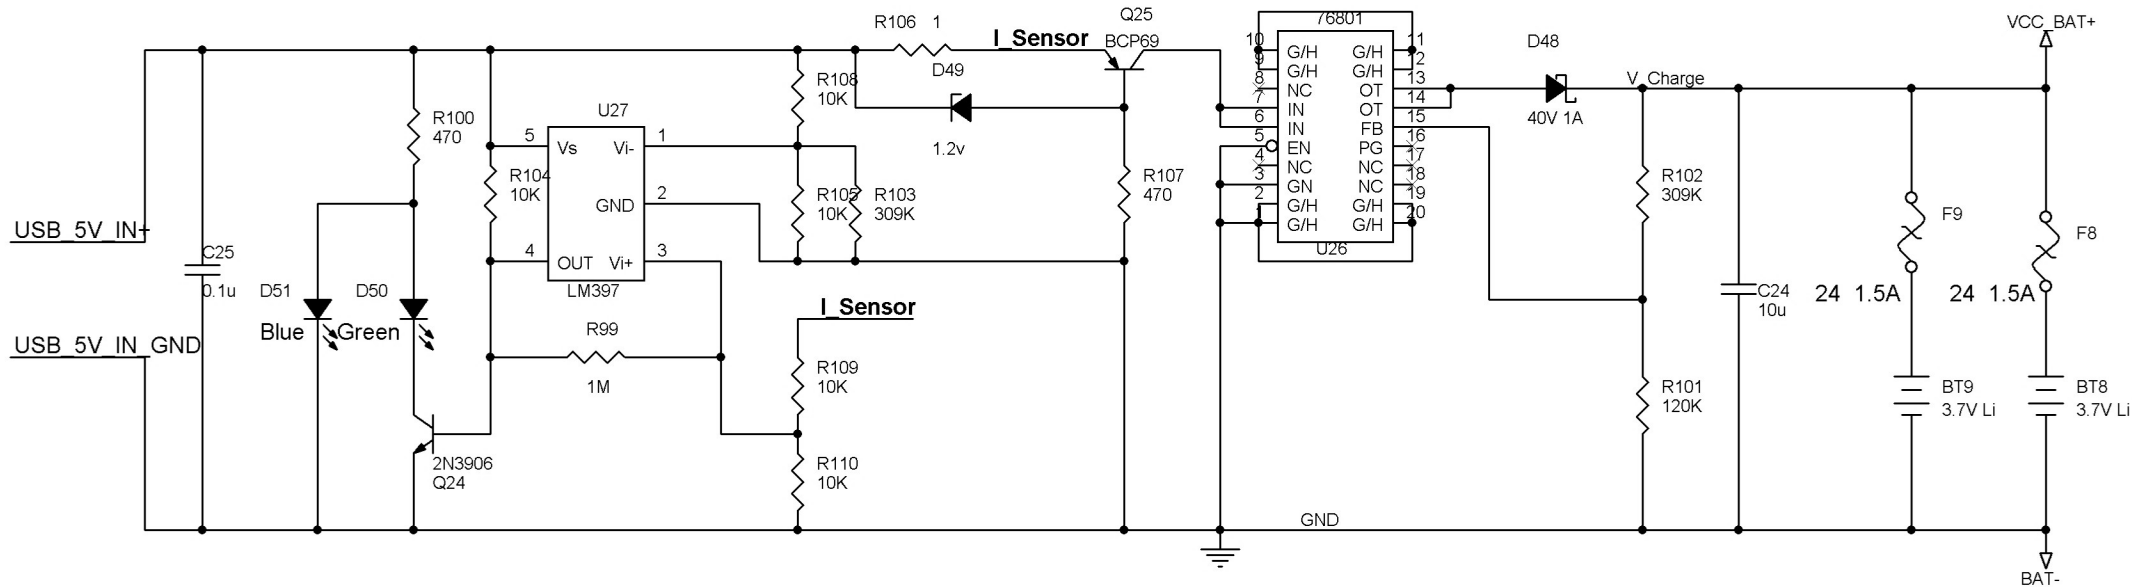 R106 1
I_Sensor
Q25
BCP69
76801
D48
40V 1A
VCC_BAT+
D49
1.2v
R108
10K
R100
470
U27
5 Vs Vi- 1
GND 2
4 OUT Vi+ 3
LM397
R104
10K
R105
10K
R103
309K
R107
470
10 G/H G/H 11
9 G/H G/H 12
8 NC OT 13
7 IN OT 14
6 IN FB 15
5 EN PG 16
4 NC NC 17
3 GN NC 18
2 G/H G/H 19
1 G/H G/H 20
U26
V_Charge
R102
309K
F9
24 1.5A
F8
24 1.5A
USB_5V_IN+
C25
0.1u
D51
Blue
D50
Green
USB_5V_IN_GND
R99
1M
I_Sensor
R109
10K
R110
10K
2N3906
Q24
C24
10u
R101
120K
BT9
3.7V Li
BT8
3.7V Li
GND
BAT-